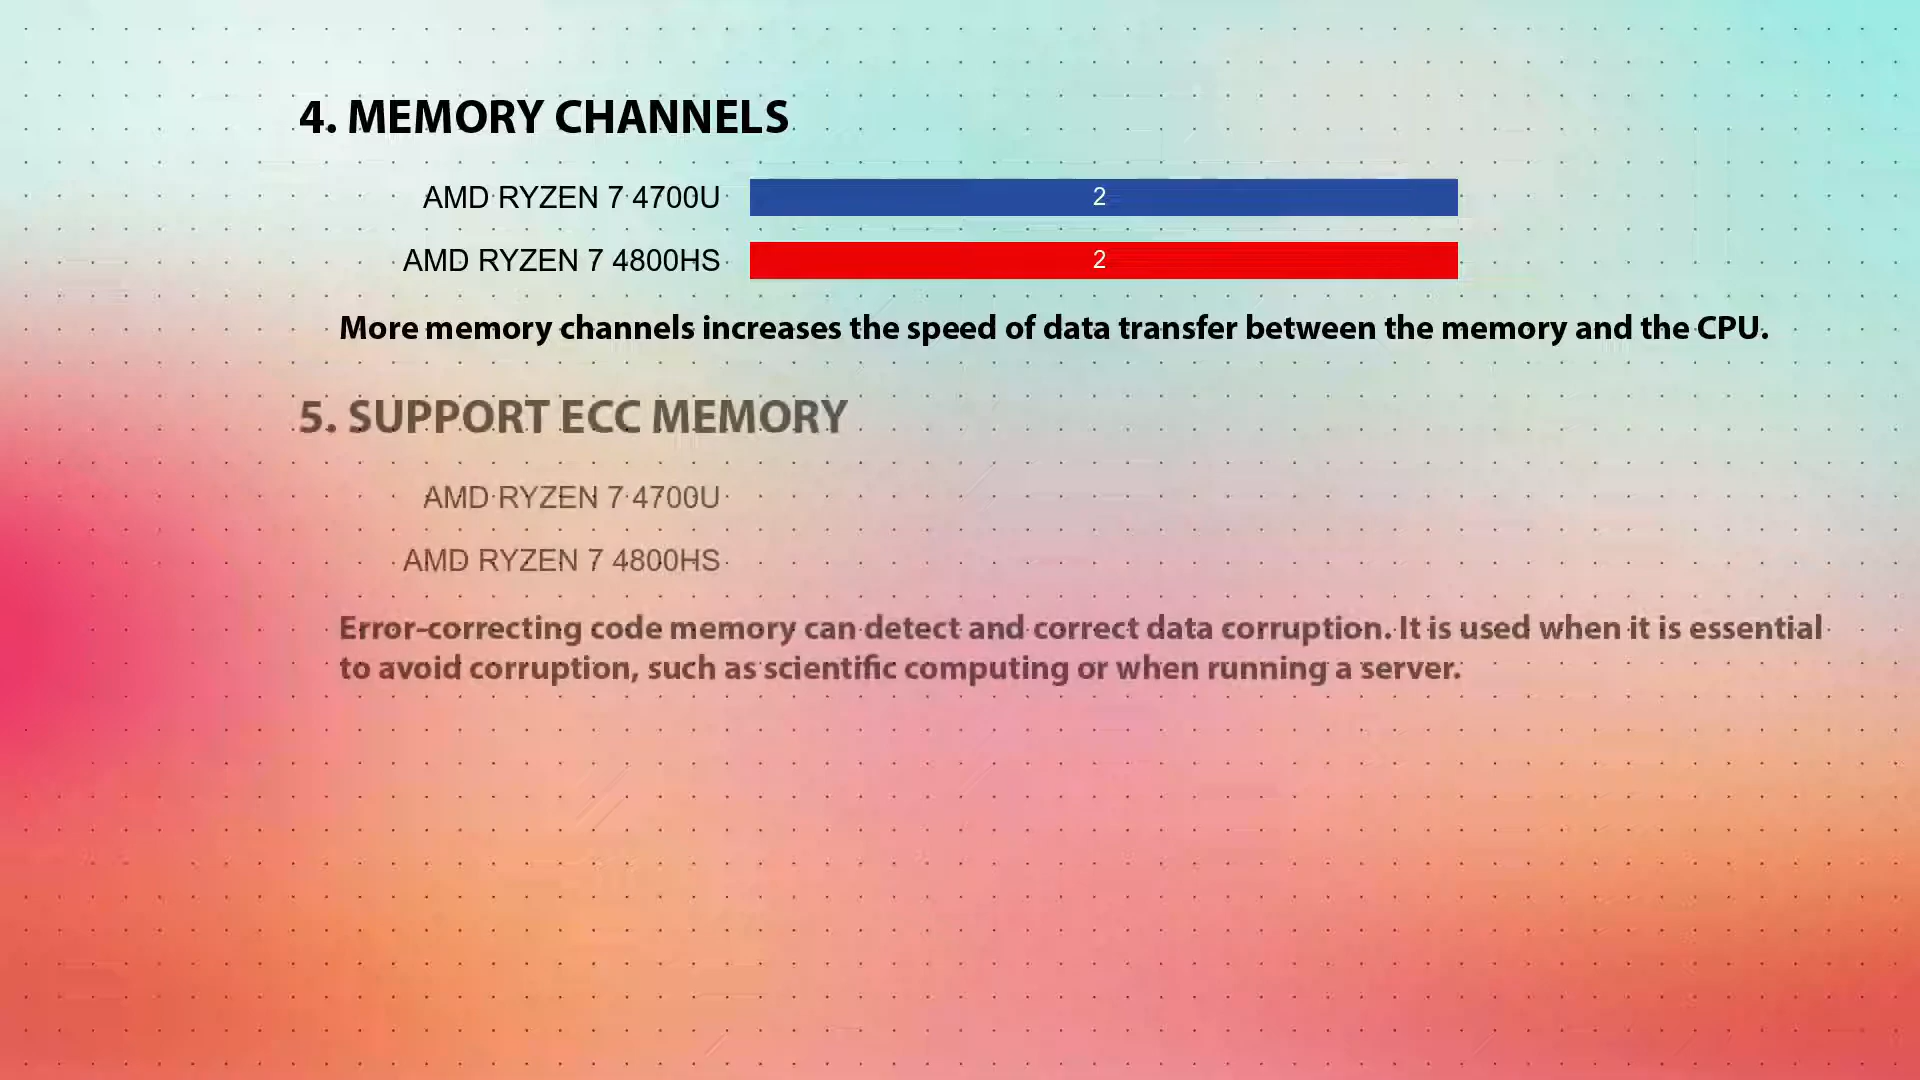 4. MEMORY CHANNELS
AMD RYZEN 7 4700U
2
AMD RYZEN 7 4800HS
2
More memory channels increases the speed of data transfer between the memory and the CPU.
5. SUPPORT ECC MEMORY
AMD RYZEN 7 4700U
AMD RYZEN 7 4800HS
Error-correcting code memory can detect and correct data corruption. It is used when it is essential
to avoid corruption, such as scientific computing or when running a server.